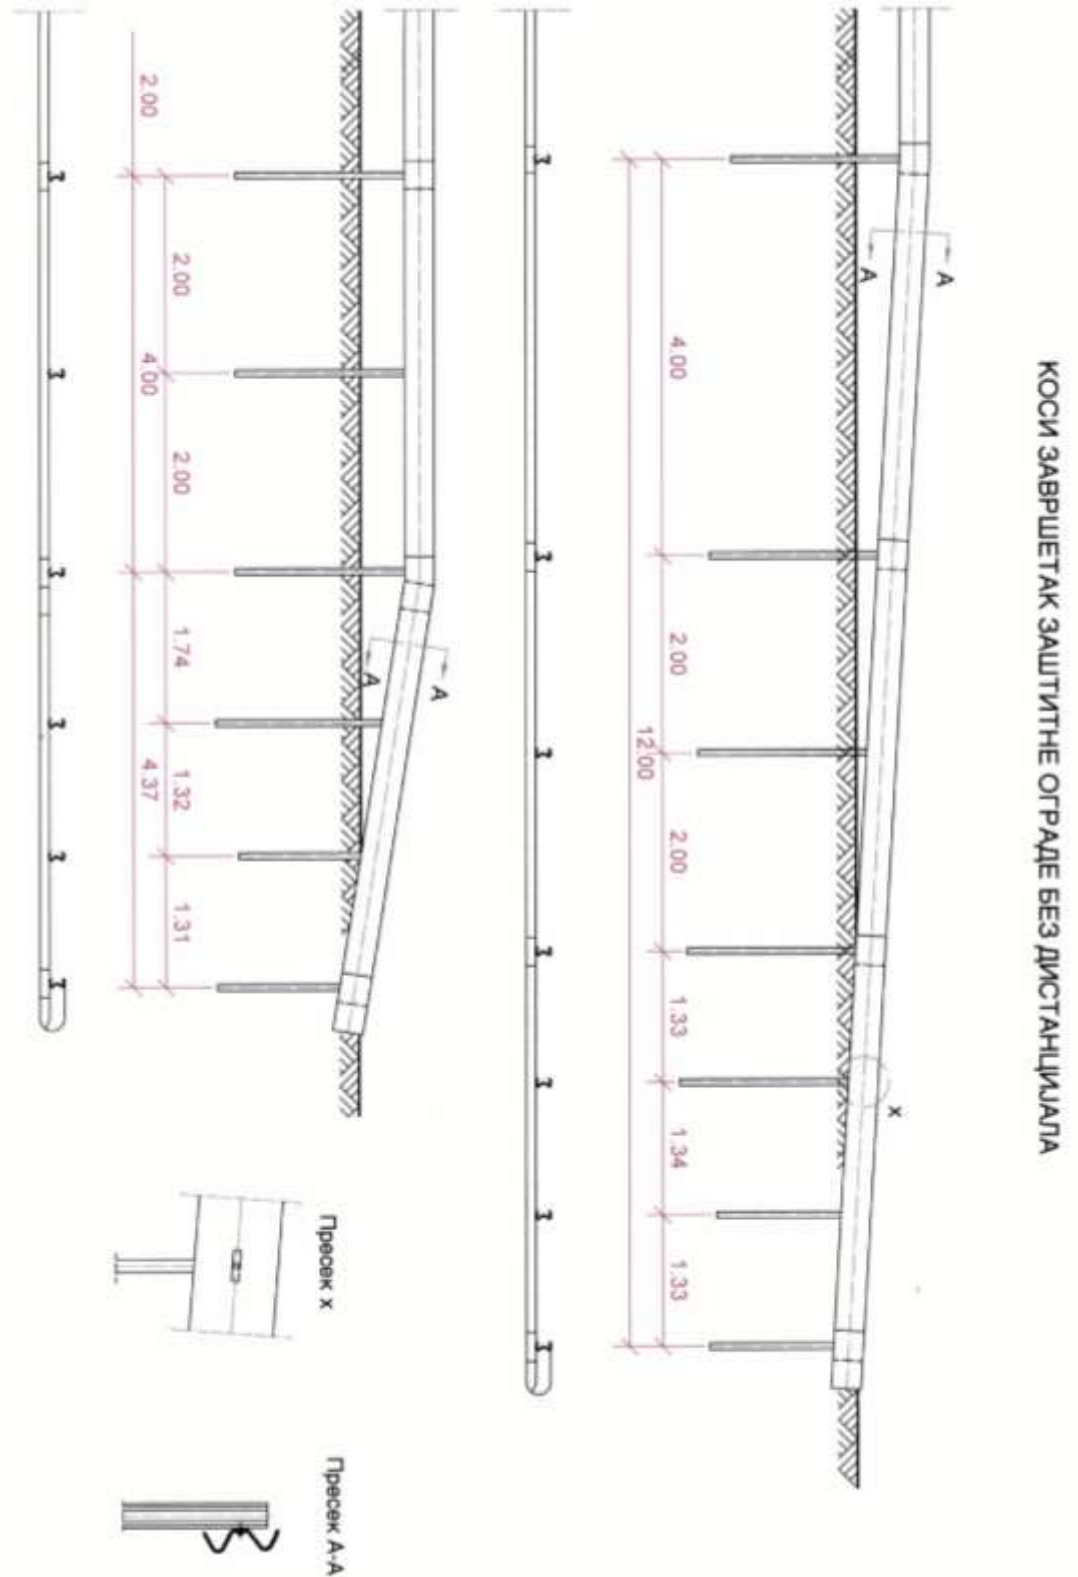 КОСИ ЗАВРШЕТАК ЗАШТИТНЕ ОГРАДЕ БЕЗ ДИСТАНЦИЈАЛА
А
А
x
4.00
2.00
2.00
1.33
1.34
1.33
12.00
А
А
2.00
2.00
2.00
1.74
1.32
1.31
4.00
4.37
Пресек x
Пресек А-А